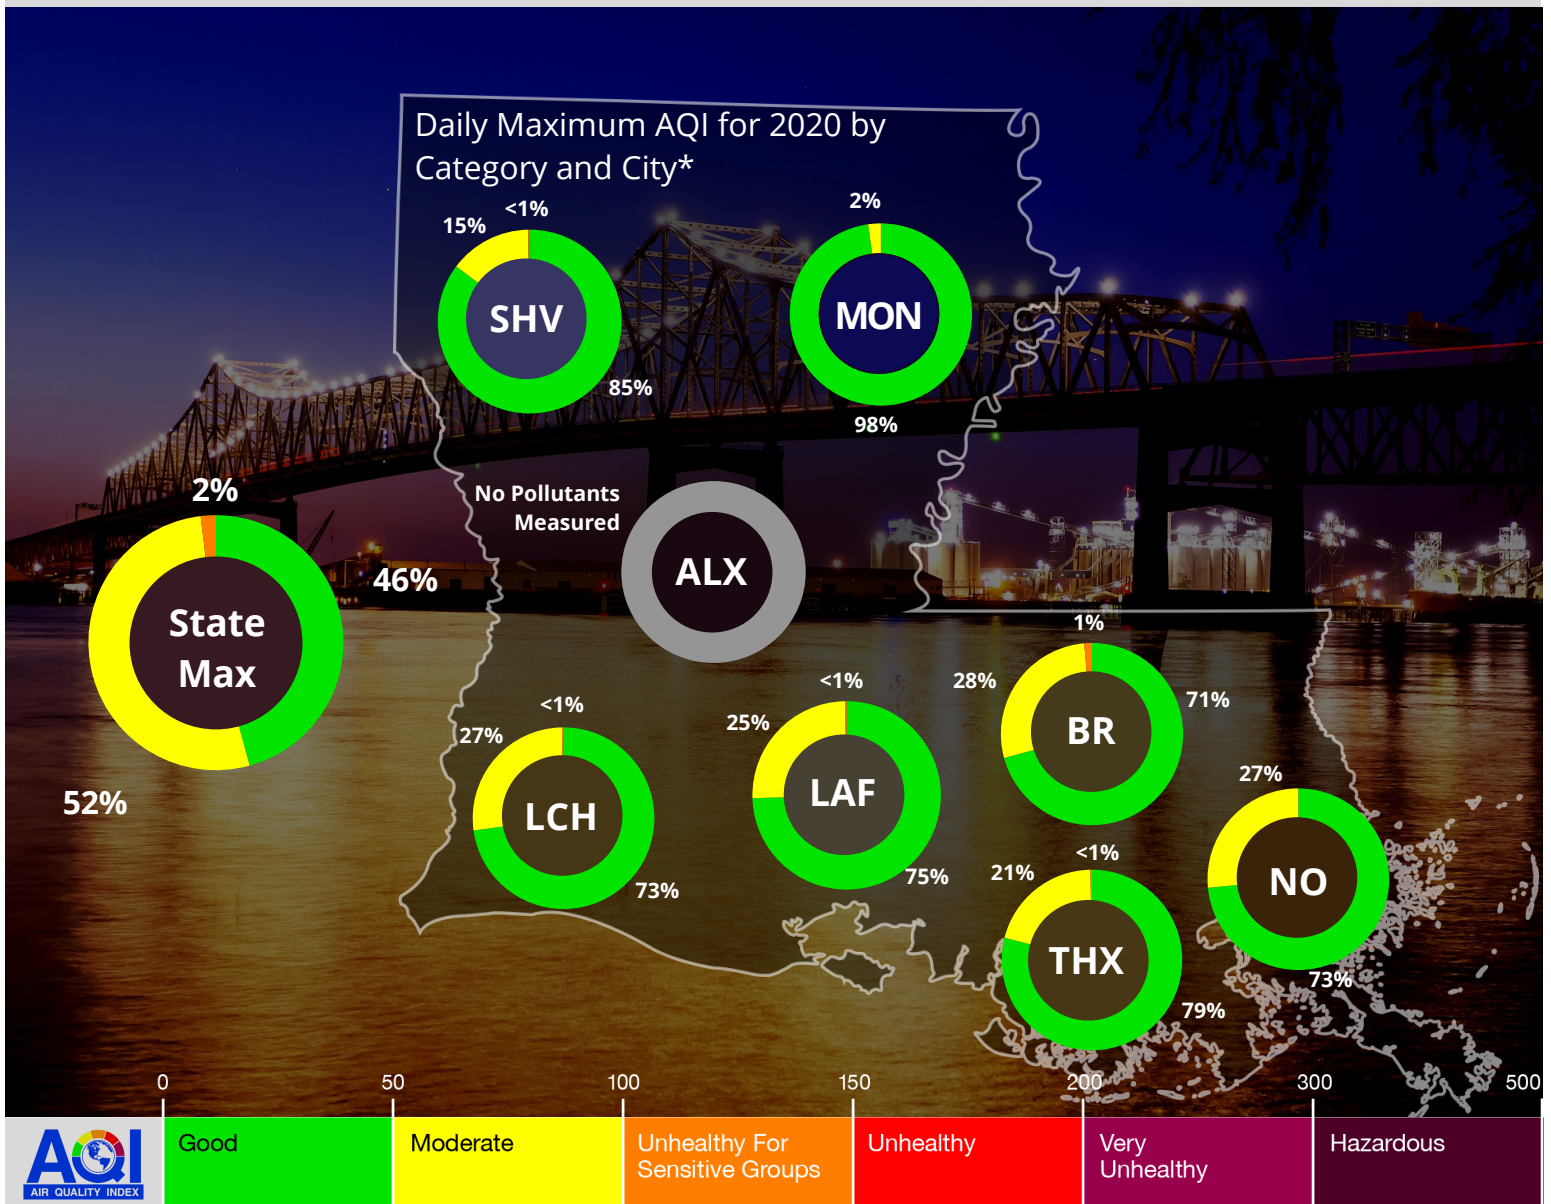 Daily Maximum AQI for 2020 by
Category and City*
15%
<1%
SHV
85%
2%
MON
98%
No Pollutants
Measured
ALX
2%
46%
State
Max
52%
<1%
27%
LCH
73%
<1%
25%
LAF
75%
1%
28%
71%
BR
27%
NO
73%
<1%
21%
THX
79%
0
50
100
150
200
300
500
AQI
AIR QUALITY INDEX
Good
Moderate
Unhealthy For
Sensitive Groups
Unhealthy
Very
Unhealthy
Hazardous